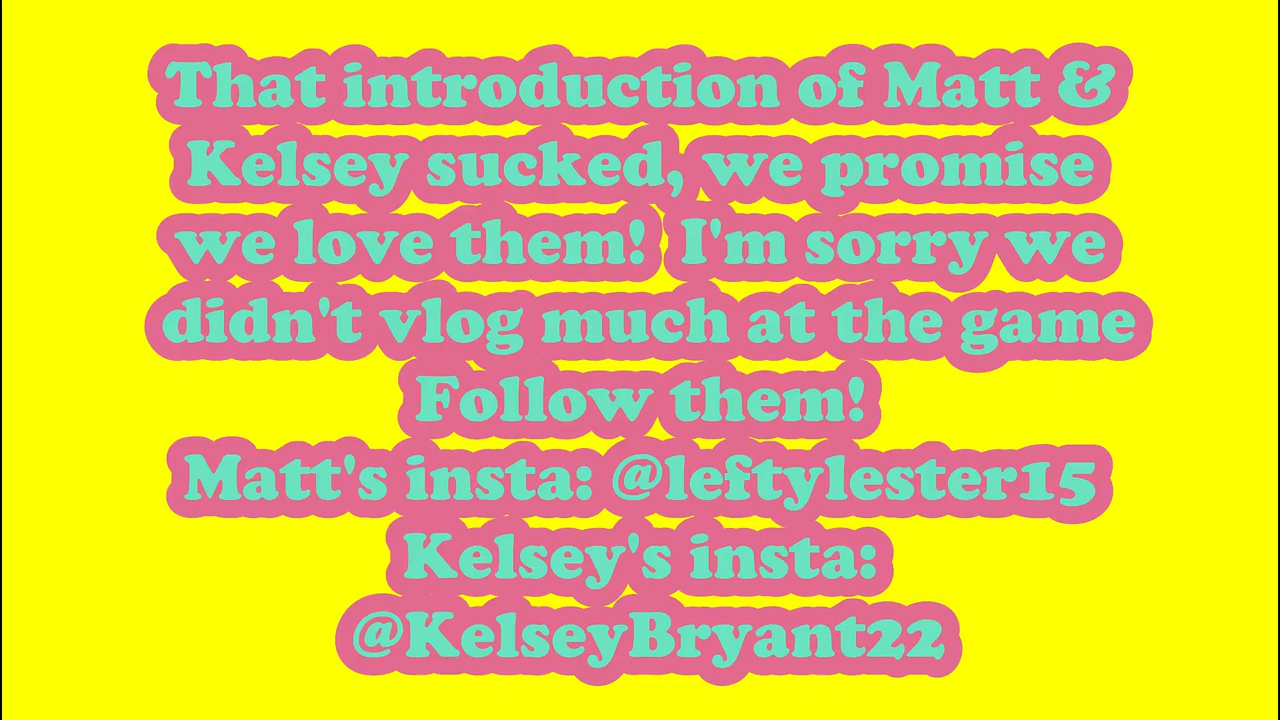 That introduction of Matt &
Kelsey sucked, we promise
we love them! I'm sorry we
didn't vlog much at the game
Follow them!
Matt's insta: @leftylester15
Kelsey's insta:
@KelseyBryant22